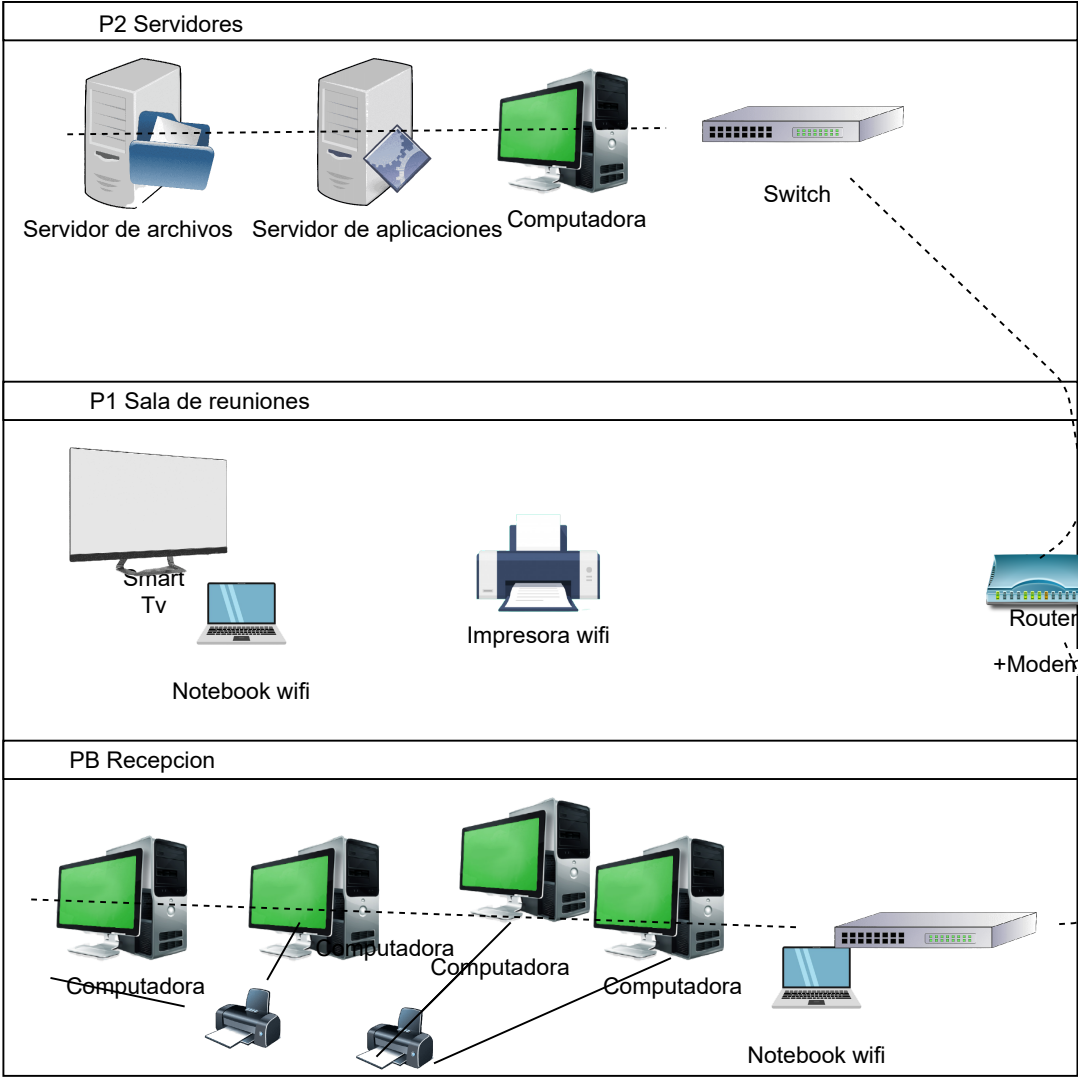 P2 Servidores
Servidor de archivos
Servidor de aplicaciones
Computadora
Switch
P1 Sala de reuniones
Smart
Tv
Notebook wifi
Impresora wifi
Router
+Modem
PB Recepcion
Computadora
Computadora
Computadora
Computadora
Notebook wifi